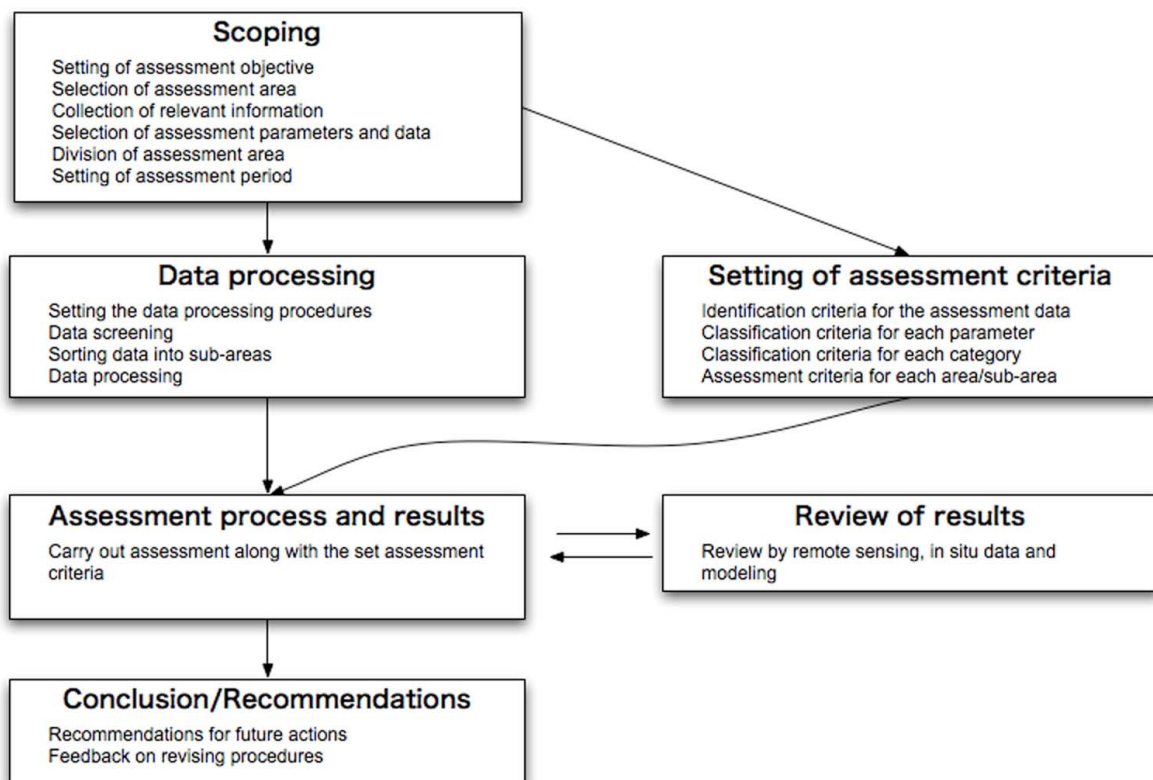 Scoping
Setting of assessment objective
Selection of assessment area
Collection of relevant information
Selection of assessment parameters and data
Division of assessment area
Setting of assessment period
Data processing
Setting the data processing procedures
Data screening
Sorting data into sub-areas
Data processing
Setting of assessment criteria
Identification criteria for the assessment data
Classification criteria for each parameter
Classification criteria for each category
Assessment criteria for each area/sub-area
Assessment process and results
Carry out assessment along with the set assessment
criteria
Review of results
Review by remote sensing, in situ data and
modeling
Conclusion/Recommendations
Recommendations for future actions
Feedback on revising procedures